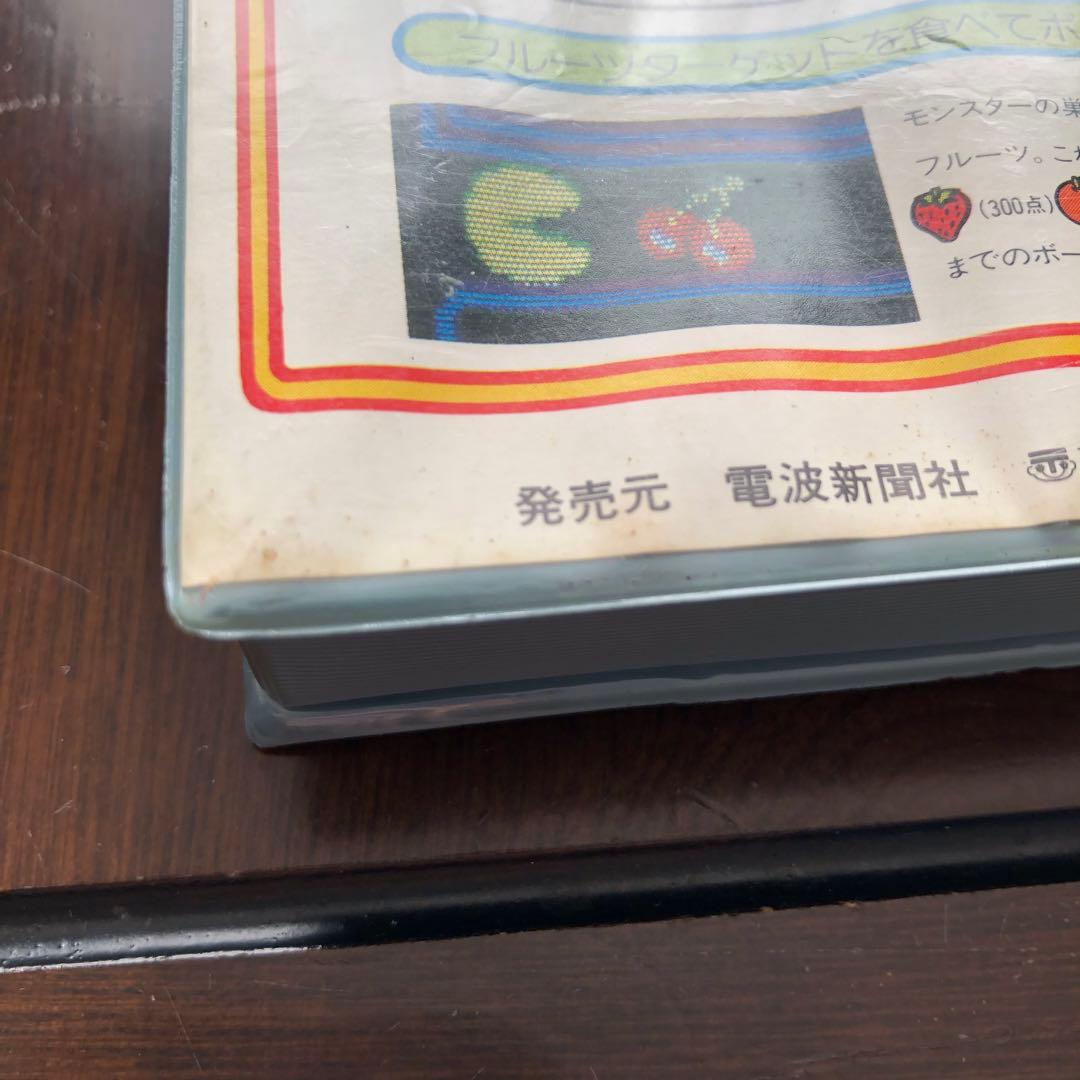 フルーツターゲットを食べてボ
モンスターの巣
フルーツ。これ
(300点)
までのボー
発売元 電波新聞社